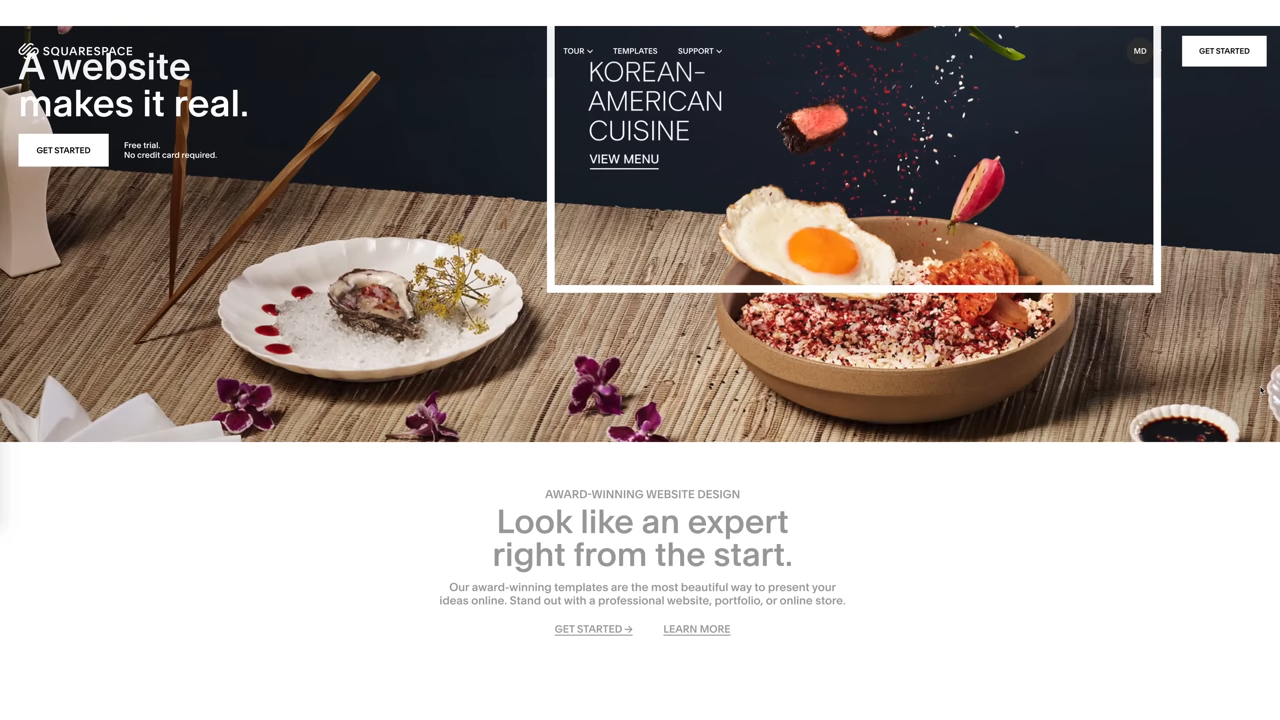 SQUARESPACE
TOUR
TEMPLATES
SUPPORT
MD
GET STARTED
A website
makes it real.
GET STARTED
Free trial.
No credit card required.
KOREAN-
AMERICAN
CUISINE
VIEW MENU
AWARD-WINNING WEBSITE DESIGN
Look like an expert
right from the start.
Our award-winning templates are the most beautiful way to present your
ideas online. Stand out with a professional website, portfolio, or online store.
GET STARTED →
LEARN MORE